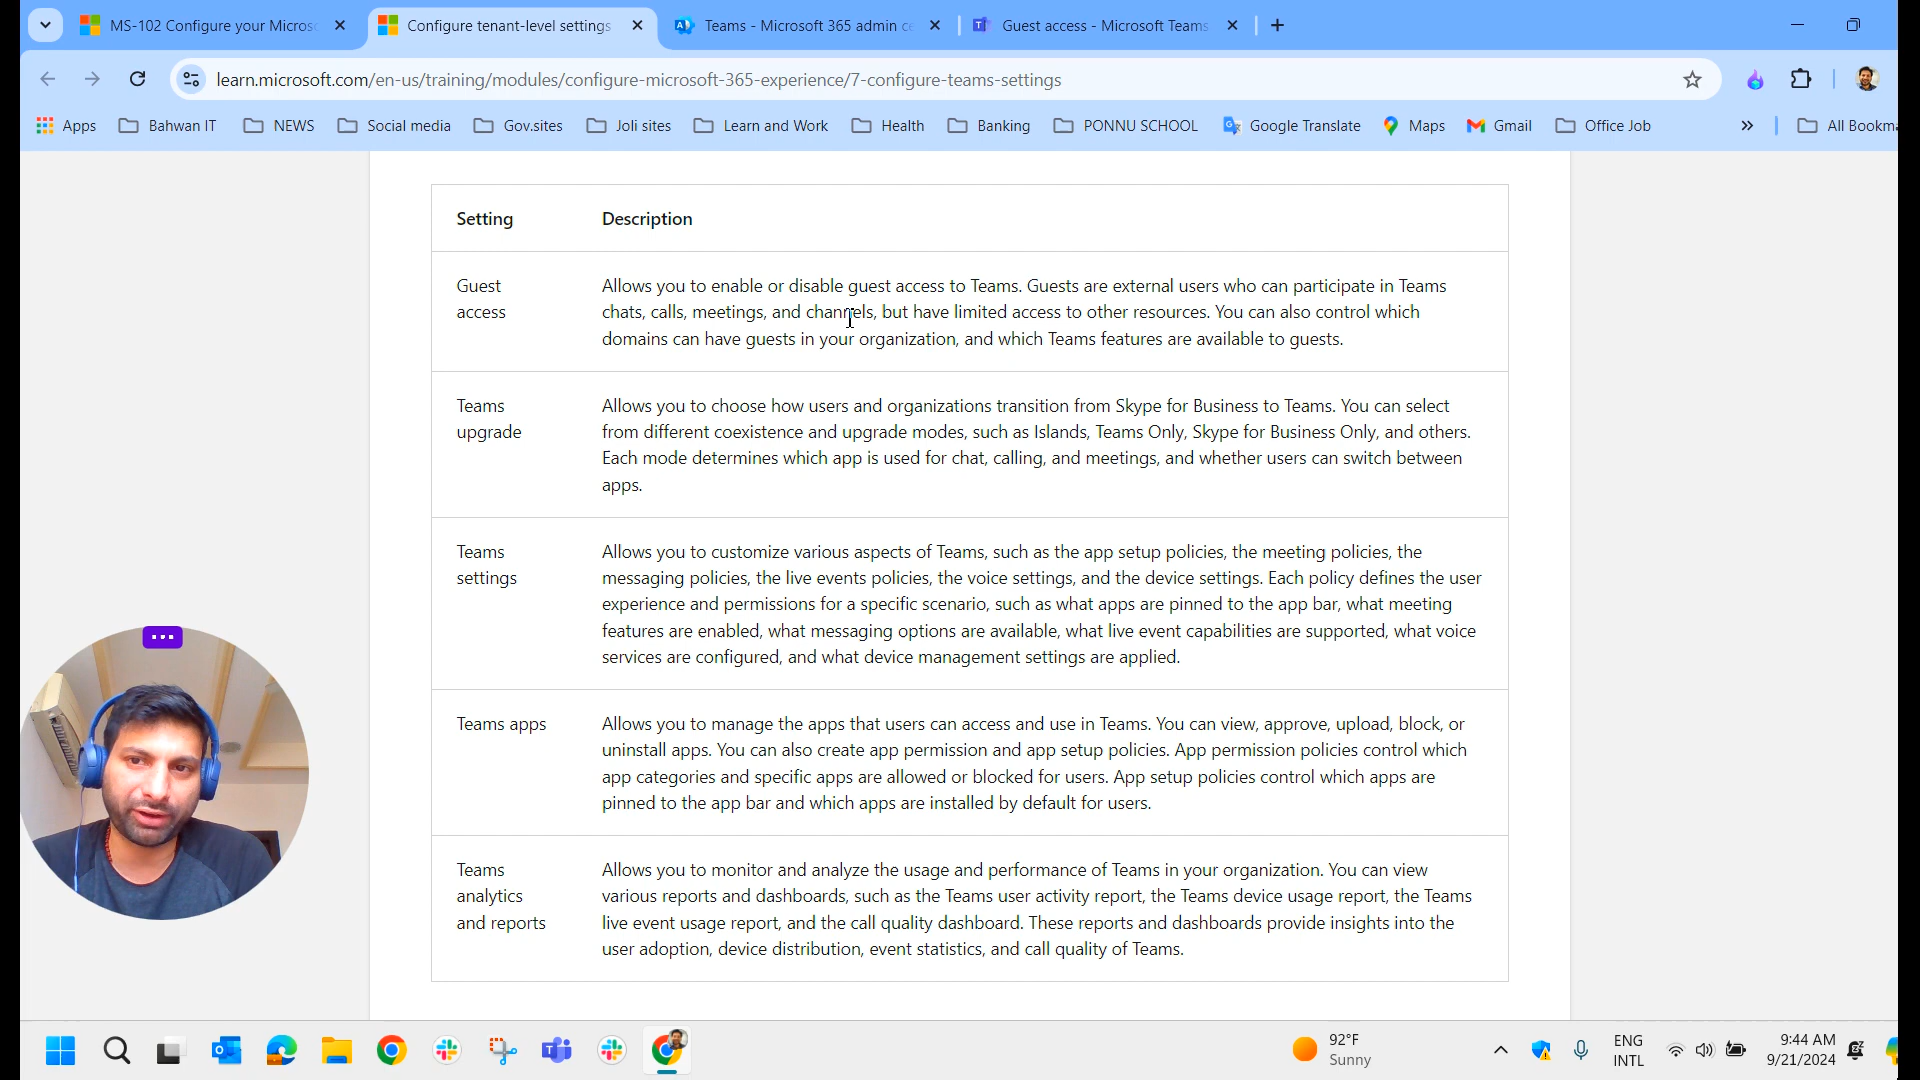 MS-102 Configure your Micros
Configure tenant-level settings
Teams - Microsoft 365 admin ce
Guest access - Microsoft Teams
learn.microsoft.com/en-us/training/modules/configure-microsoft-365-experience/7-configure-teams-settings
Apps
Bahwan IT
NEWS
Social media
Gov.sites
Joli sites
Learn and Work
Health
Banking
PONNU SCHOOL
Google Translate
Maps
Gmail
Office Job
All Bookma
Setting
Description
Guest
access
Allows you to enable or disable guest access to Teams. Guests are external users who can participate in Teams
chats, calls, meetings, and channels, but have limited access to other resources. You can also control which
domains can have guests in your organization, and which Teams features are available to guests.
Teams
upgrade
Allows you to choose how users and organizations transition from Skype for Business to Teams. You can select
from different coexistence and upgrade modes, such as Islands, Teams Only, Skype for Business Only, and others.
Each mode determines which app is used for chat, calling, and meetings, and whether users can switch between
apps.
Teams
settings
Allows you to customize various aspects of Teams, such as the app setup policies, the meeting policies, the
messaging policies, the live events policies, the voice settings, and the device settings. Each policy defines the user
experience and permissions for a specific scenario, such as what apps are pinned to the app bar, what meeting
features are enabled, what messaging options are available, what live event capabilities are supported, what voice
services are configured, and what device management settings are applied.
Teams apps
Allows you to manage the apps that users can access and use in Teams. You can view, approve, upload, block, or
uninstall apps. You can also create app permission and app setup policies. App permission policies control which
app categories and specific apps are allowed or blocked for users. App setup policies control which apps are
pinned to the app bar and which apps are installed by default for users.
Teams
analytics
and reports
Allows you to monitor and analyze the usage and performance of Teams in your organization. You can view
various reports and dashboards, such as the Teams user activity report, the Teams device usage report, the Teams
live event usage report, and the call quality dashboard. These reports and dashboards provide insights into the
user adoption, device distribution, event statistics, and call quality of Teams.
92°F
Sunny
ENG
INTL
9:44 AM
9/21/2024